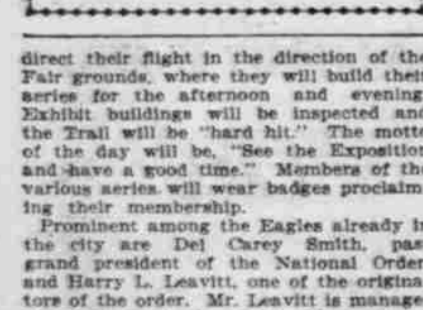 direct their flight in the direction of the
Fair grounds, where they will build their
aeries for the afternoon and evening.
Exhibit buildings will be inspected and
the Trail will be "hard hit." The motto
of the day will be, "See the Exposition
and have a good time." Members of the
various aeries will wear badges proclaim-
ing their membership.
Prominent among the Eagles already in
the city are Del Carey Smith, past
grand president of the National Order,
and Harry L. Leavitt, one of the origina-
tors of the order. Mr. Leavitt is manager